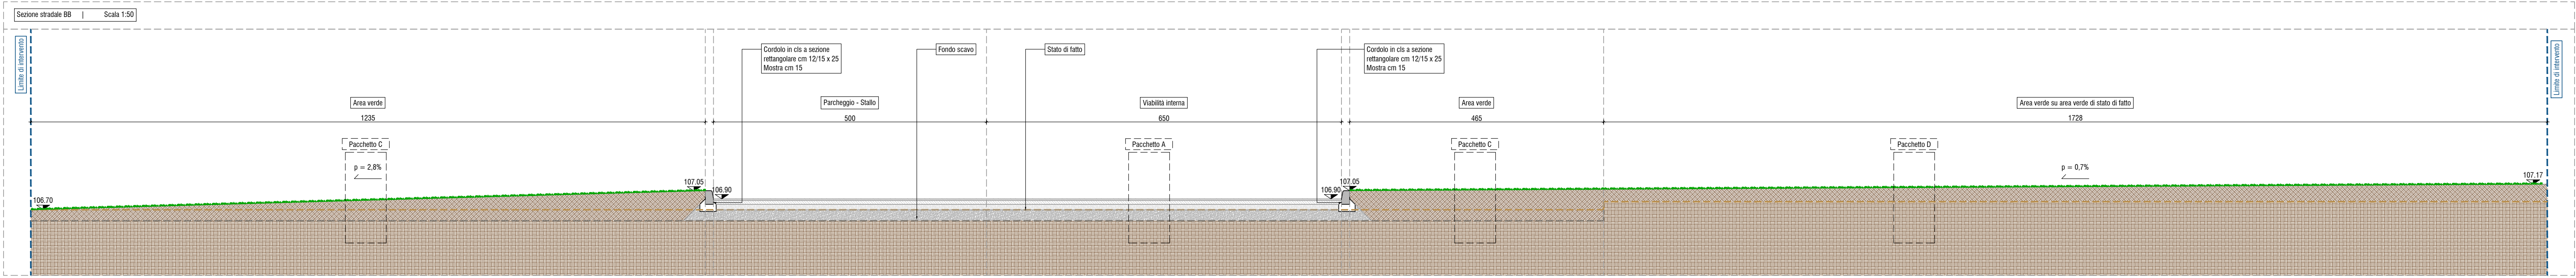 Sezione stradale BB | Scala 1:50
Limite di intervento
Cordolo in cls a sezione
rettangolare cm 12/15 x 25
Mostra cm 15
Fondo scavo
Stato di fatto
Cordolo in cls a sezione
rettangolare cm 12/15 x 25
Mostra cm 15
Limite di intervento
Area verde
Parcheggio - Stallo
Viabilità interna
Area verde
Area verde su area verde di stato di fatto
1235
500
650
465
1728
Pacchetto C
Pacchetto A
Pacchetto C
Pacchetto D
p = 2,8%
p = 0,7%
106.70
107.05
106.90
106.90
107.05
107.17